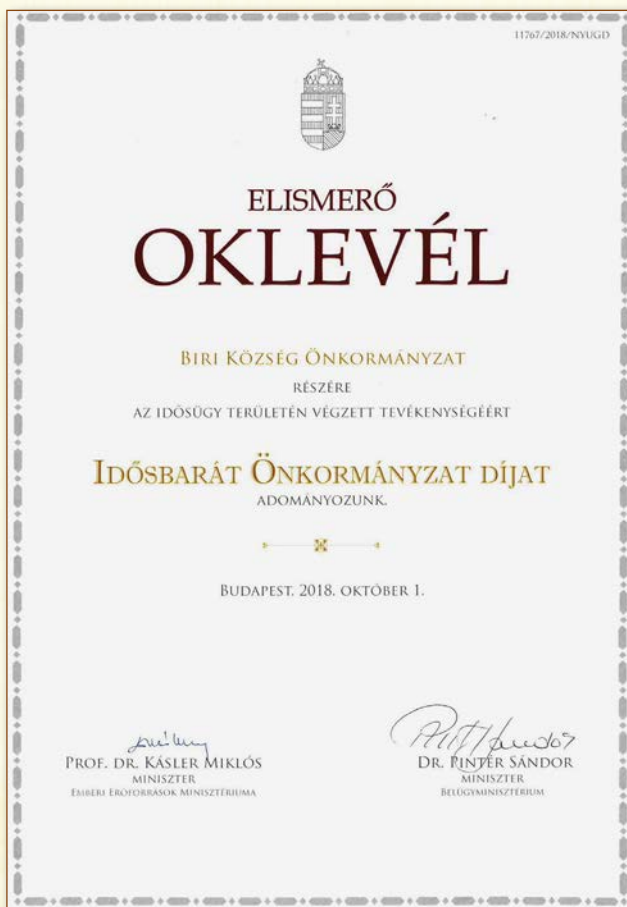 11767/2018/NYUGD
ELISMERŐ
OKLEVÉL
BIRI KÖZSÉG ÖNKORMÁNYZAT
RÉSZÉRE
AZ IDŐSÜGY TERÜLETÉN VÉGZETT TEVÉKENYSÉGÉÉRT
IDŐSBARÁT ÖNKORMÁNYZAT DÍJAT
ADOMÁNYOZUNK.
BUDAPEST, 2018. OKTÓBER 1.
PROF. DR. KÁSLER MIKLÓS
MINISZTER
EMBERI ERŐFORRÁSOK MINISZTÉRIUMA
DR. PINTÉR SÁNDOR
MINISZTER
BELÜGYMINISZTÉRIUM